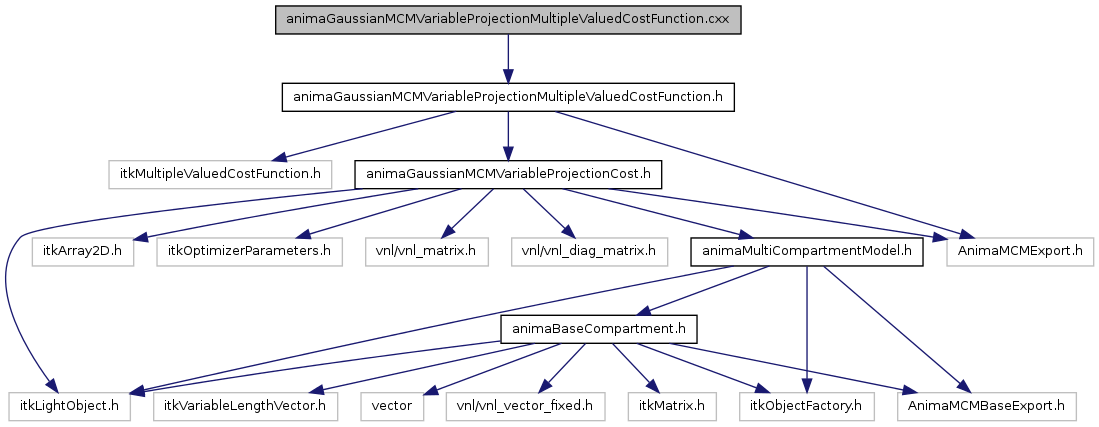 animaGaussianMCMVariableProjectionMultipleValuedCostFunction.cxx
animaGaussianMCMVariableProjectionMultipleValuedCostFunction.h
itkMultipleValuedCostFunction.h
animaGaussianMCMVariableProjectionCost.h
itkArray2D.h
itkOptimizerParameters.h
vnl/vnl_matrix.h
vnl/vnl_diag_matrix.h
animaMultiCompartmentModel.h
AnimaMCMExport.h
animaBaseCompartment.h
itkLightObject.h
itkVariableLengthVector.h
vector
vnl/vnl_vector_fixed.h
itkMatrix.h
itkObjectFactory.h
AnimaMCMBaseExport.h